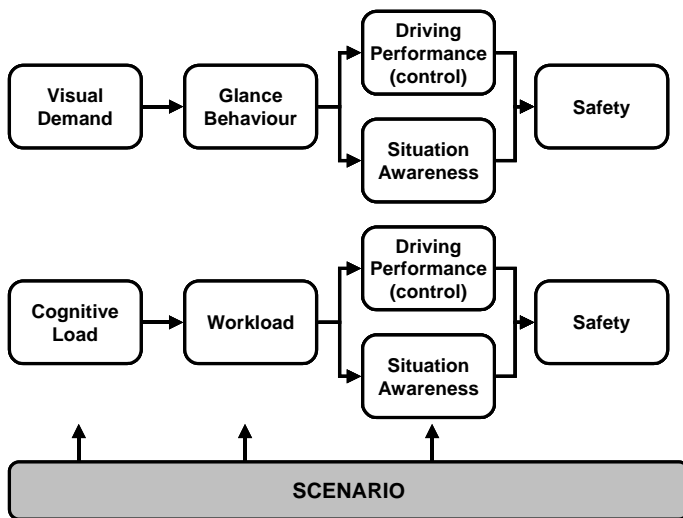 Visual
Demand
Glance
Behaviour
Driving
Performance
(control)
Situation
Awareness
Safety
Cognitive
Load
Workload
Driving
Performance
(control)
Situation
Awareness
Safety
SCENARIO